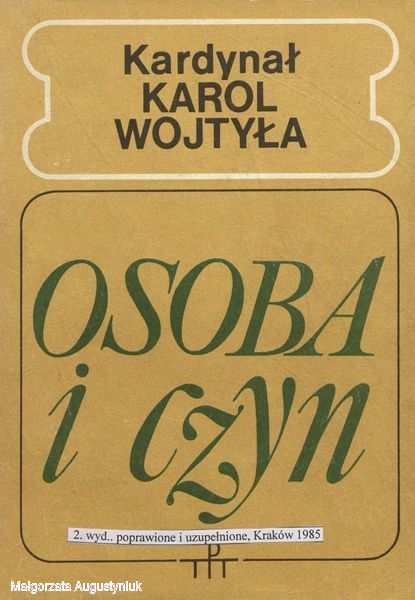 Kardynał
KAROL
WOJTYŁA
OSOBA
i czyn
2. wyd.. poprawione i uzupełnione, Kraków 1985
PTT
Małgorzata Augustyniuk